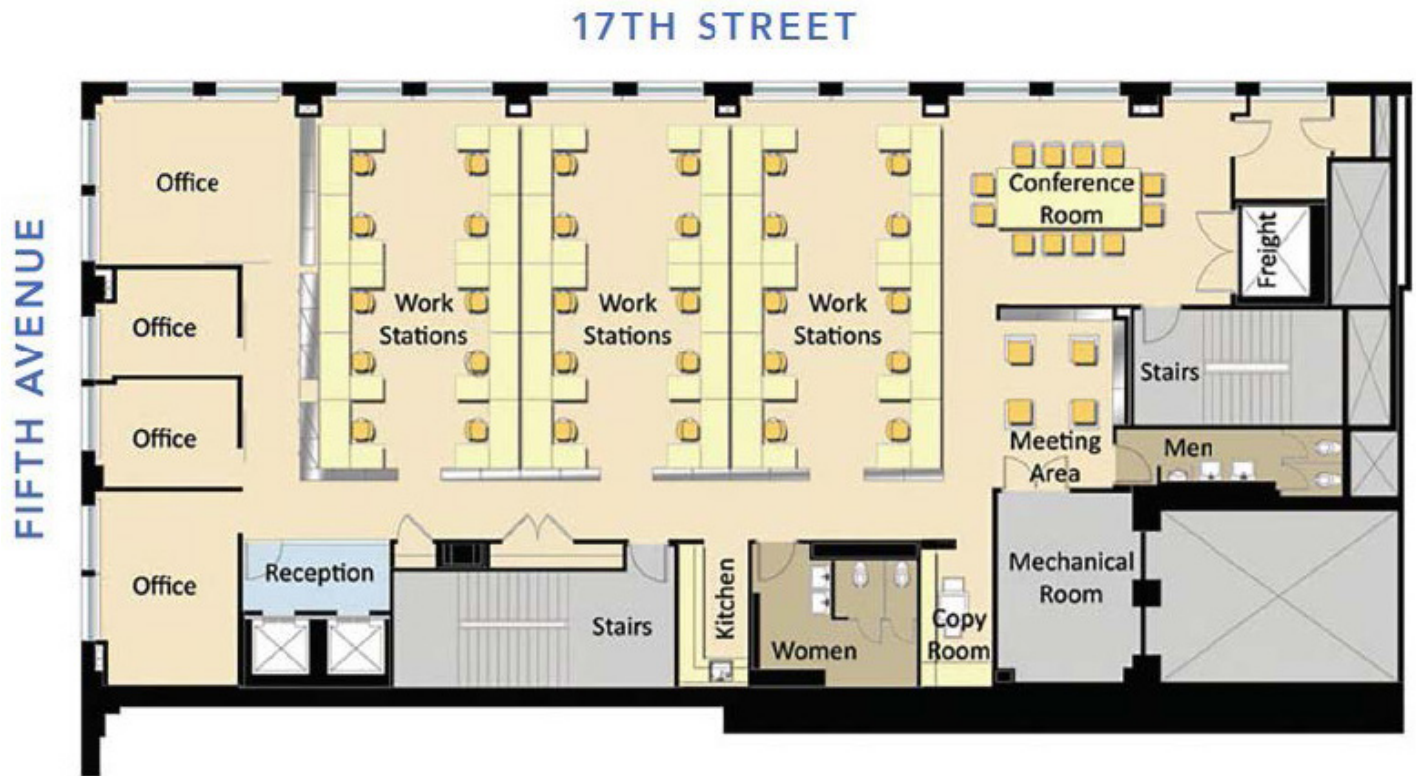 17TH STREET
FIFTH AVENUE
Office
Conference
Room
Freight
Work
Stations
Work
Stations
Work
Stations
Office
Stairs
Office
Meeting
Area
Men
Office
Reception
Stairs
Kitchen
Women
Copy
Room
Mechanical
Room